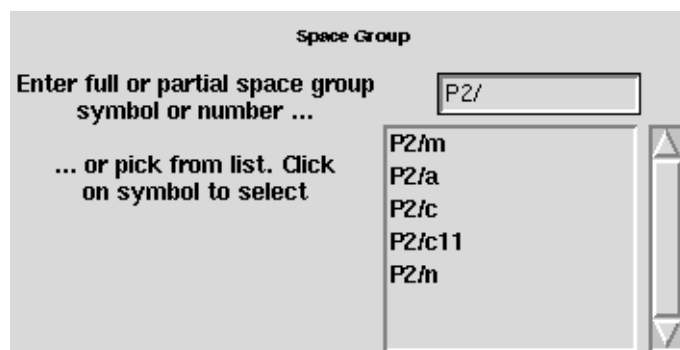 Space Group
Enter full or partial space group
symbol or number ...
P2/
... or pick from list. Click
on symbol to select
P2/m
P2/a
P2/c
P2/c11
P2/n